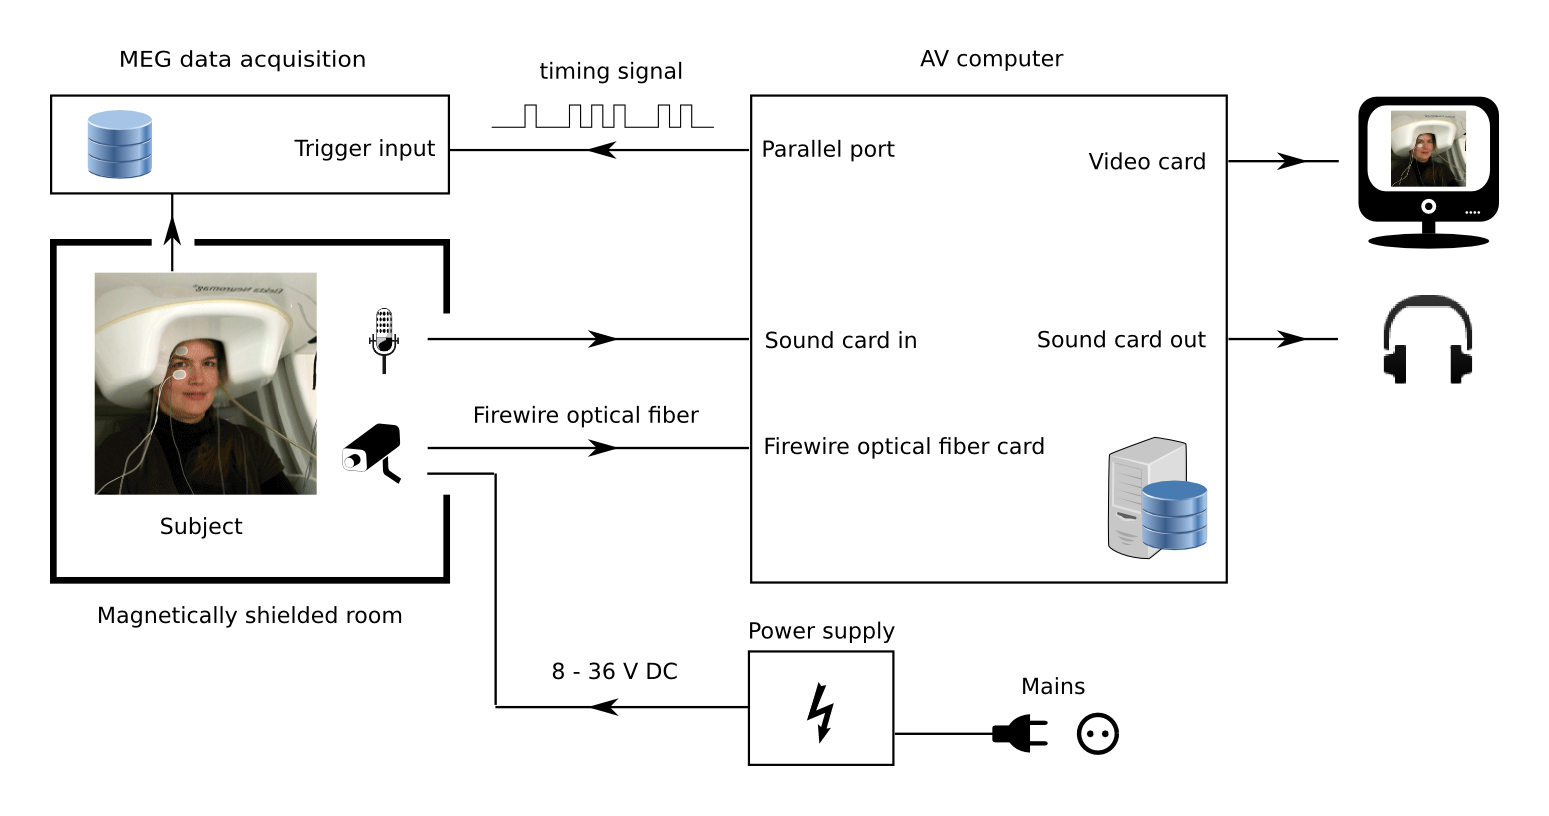 MEG data acquisition
timing signal
AV computer
Trigger input
Parallel port
Video card
Sound card in
Sound card out
Firewire optical fiber
Firewire optical fiber card
Subject
Magnetically shielded room
Power supply
8 - 36 V DC
Mains